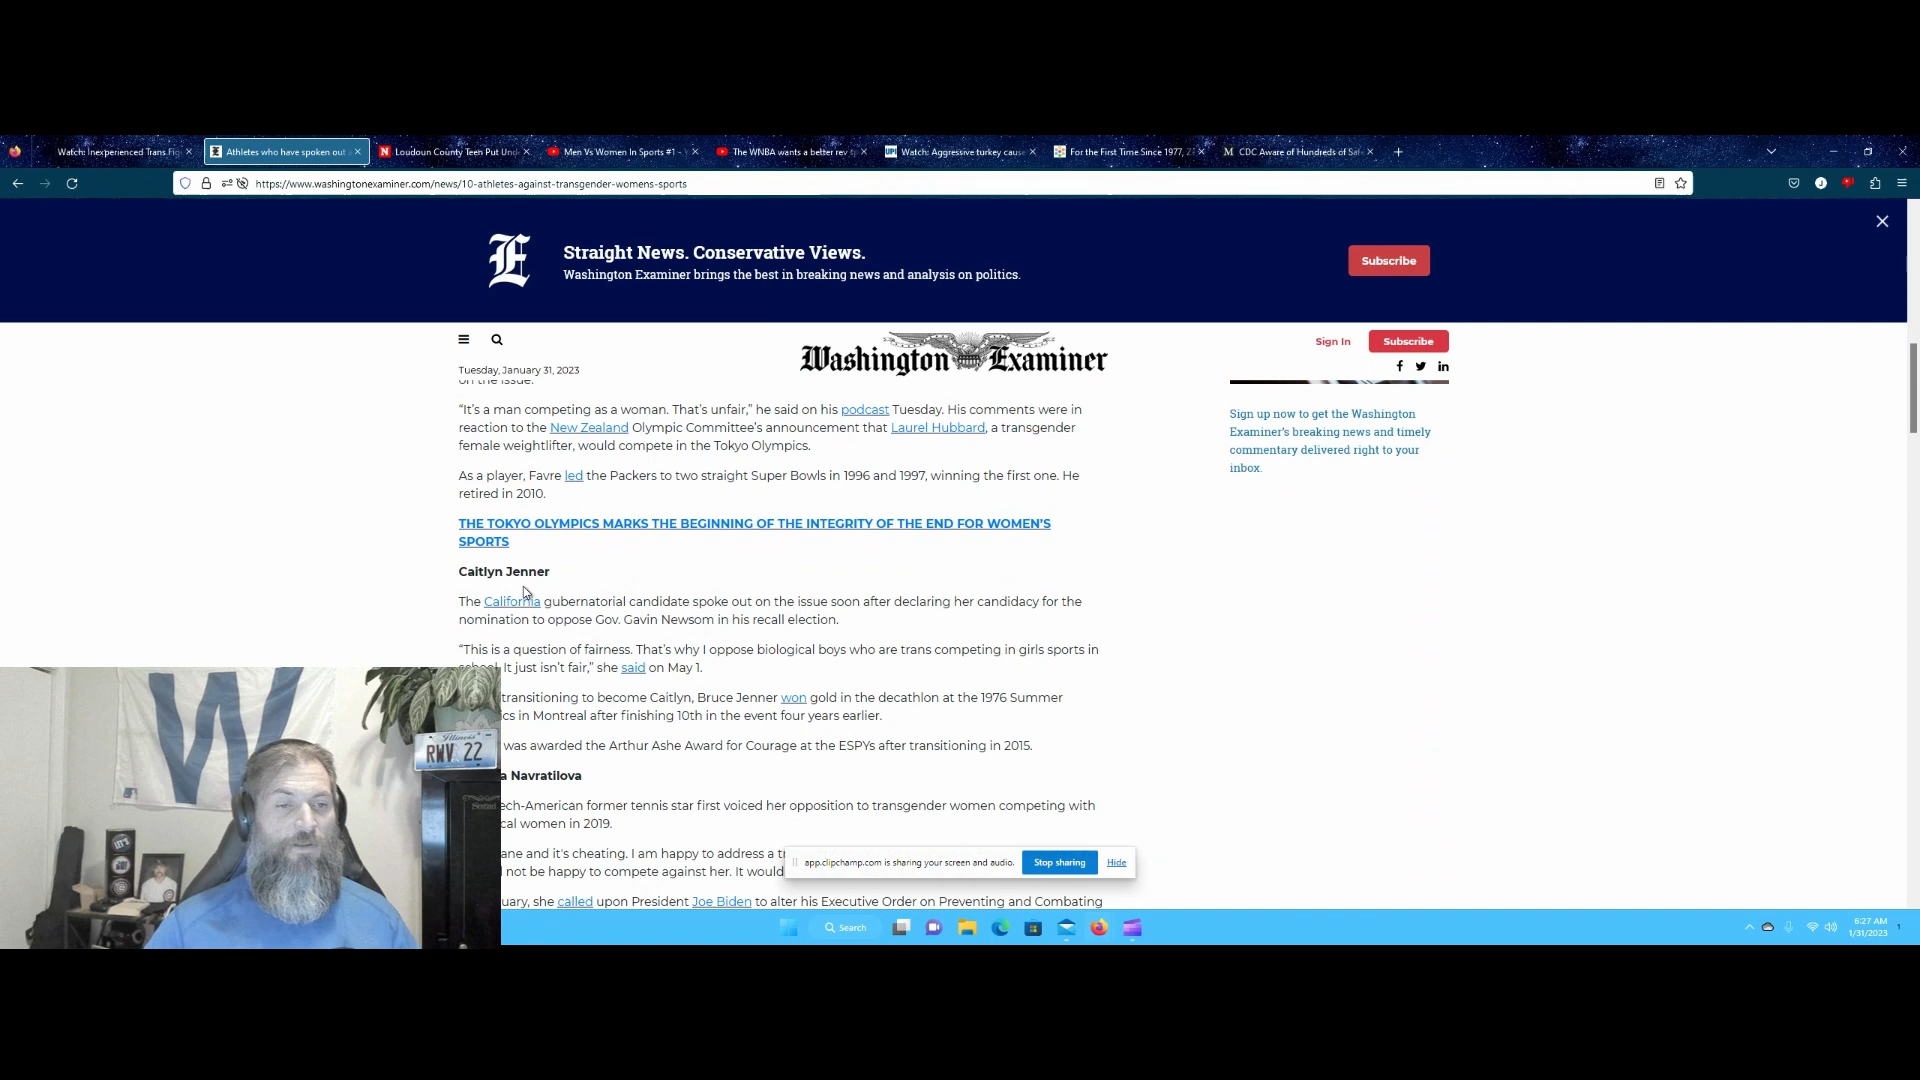 Watch: Inexperienced Trans Fig
Athletes who have spoken out
Loudoun County Teen Put Und
Men Vs Women In Sports #1 -
The WNBA wants a better rev sp
Watch: Aggressive turkey cause
For the First Time Since 1977,
CDC Aware of Hundreds of Saf
https://www.washingtonexaminer.com/news/10-athletes-against-transgender-womens-sports
Straight News. Conservative Views.
Washington Examiner brings the best in breaking news and analysis on politics.
Subscribe
Washington Examiner
Sign In
Subscribe
Tuesday, January 31, 2023
on the issue.
“It’s a man competing as a woman. That’s unfair,” he said on his podcast Tuesday. His comments were in
reaction to the New Zealand Olympic Committee’s announcement that Laurel Hubbard, a transgender
female weightlifter, would compete in the Tokyo Olympics.
As a player, Favre led the Packers to two straight Super Bowls in 1996 and 1997, winning the first one. He
retired in 2010.
THE TOKYO OLYMPICS MARKS THE BEGINNING OF THE INTEGRITY OF THE END FOR WOMEN’S
SPORTS
Caitlyn Jenner
The California gubernatorial candidate spoke out on the issue soon after declaring her candidacy for the
nomination to oppose Gov. Gavin Newsom in his recall election.
“This is a question of fairness. That’s why I oppose biological boys who are trans competing in girls sports in
school. It just isn’t fair,” she said on May 1.
transitioning to become Caitlyn, Bruce Jenner won gold in the decathlon at the 1976 Summer
ics in Montreal after finishing 10th in the event four years earlier.
was awarded the Arthur Ashe Award for Courage at the ESPYs after transitioning in 2015.
a Navratilova
ech-American former tennis star first voiced her opposition to transgender women competing with
cal women in 2019.
ane and it's cheating. I am happy to address a tr
not be happy to compete against her. It would
uary, she called upon President Joe Biden to alter his Executive Order on Preventing and Combating
Sign up now to get the Washington
Examiner’s breaking news and timely
commentary delivered right to your
inbox.
app.clipchamp.com is sharing your screen and audio.
Stop sharing
Hide
W
Illinois
RWV 22
Search
6:27 AM
1/31/2023